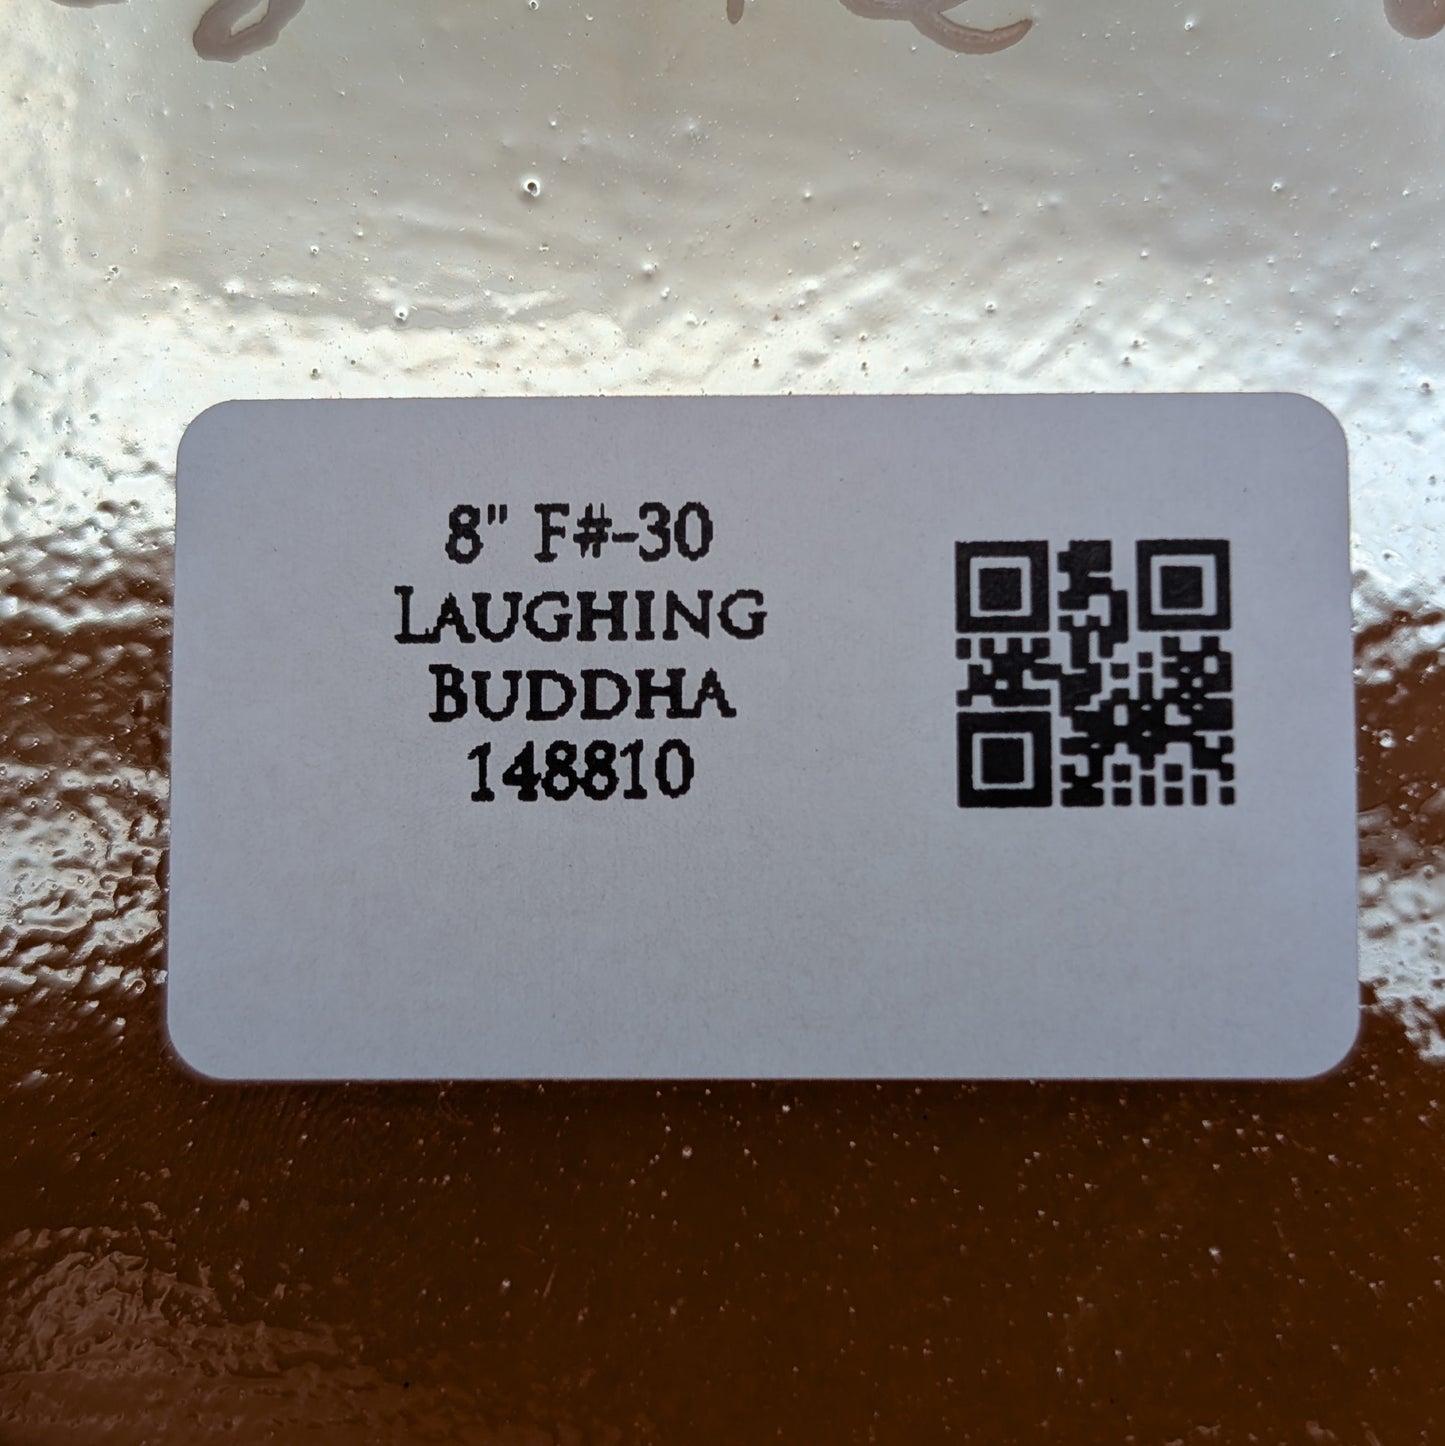 8" F#-30
LAUGHING
BUDDHA
148810